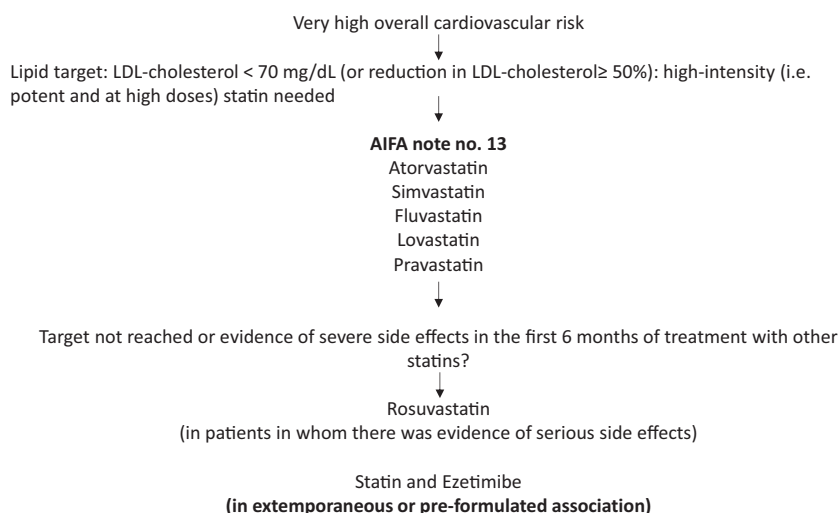 Very high overall cardiovascular risk
Lipid target: LDL-cholesterol < 70 mg/dL (or reduction in LDL-cholesterol≥ 50%): high-intensity (i.e.
potent and at high doses) statin needed
AIFA note no. 13
Atorvastatin
Simvastatin
Fluvastatin
Lovastatin
Pravastatin
Target not reached or evidence of severe side effects in the first 6 months of treatment with other
statins?
Rosuvastatin
(in patients in whom there was evidence of serious side effects)
Statin and Ezetimibe
(in extemporaneous or pre-formulated association)